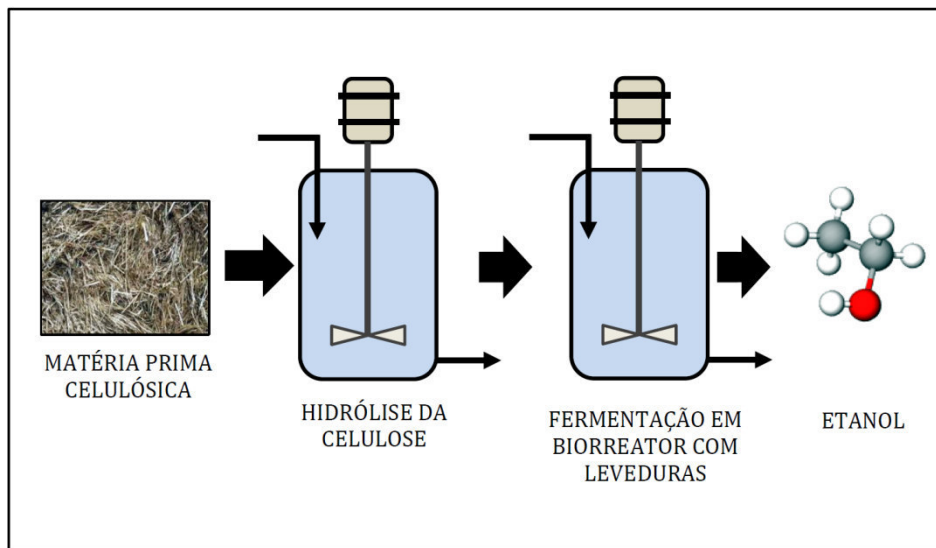 MATÉRIA PRIMA
CELULÓSICA
HIDRÓLISE DA
CELULOSE
FERMENTAÇÃO EM
BIORREATOR COM
LEVEDURAS
ETANOL